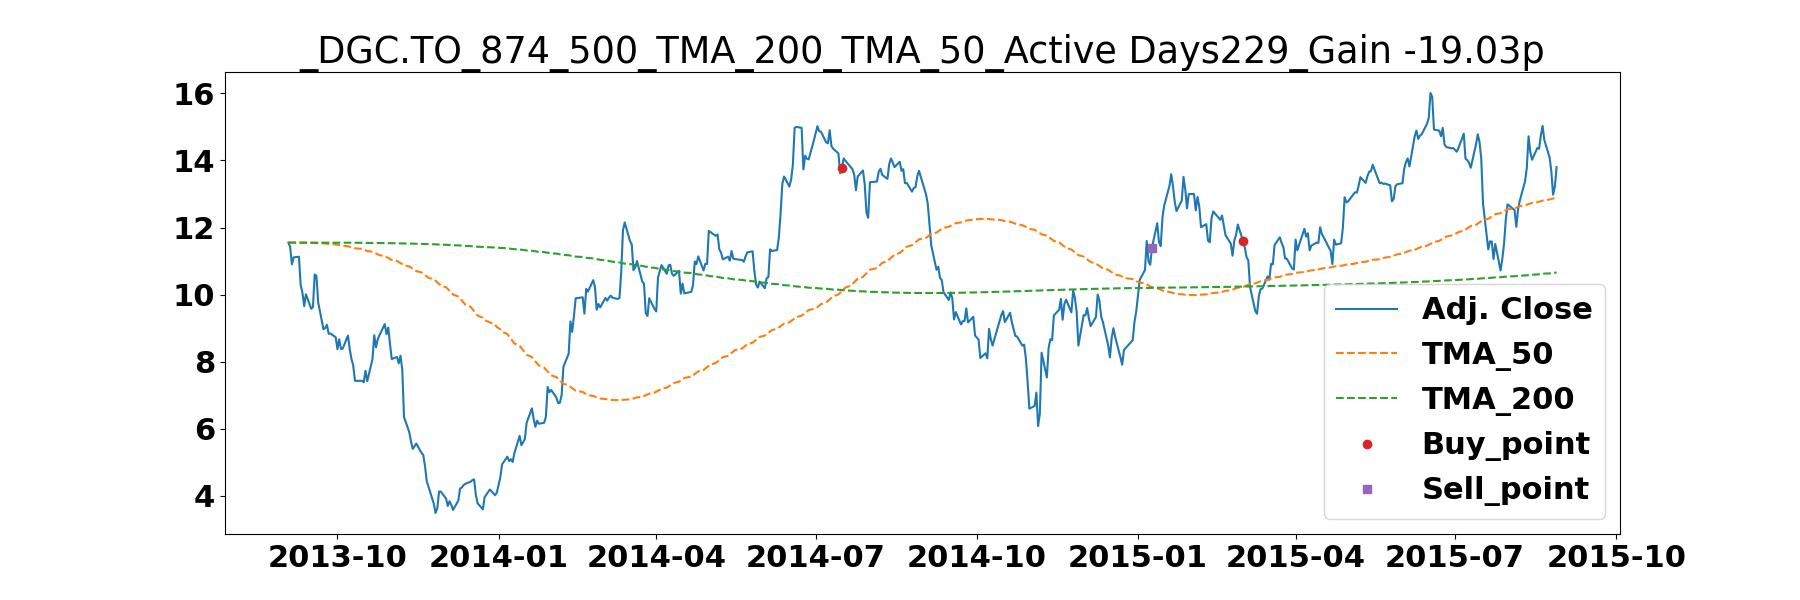 _DGC.TO_874_500_TMA_200_TMA_50_Active Days229_Gain -19.03p
16
14
12
10
8
6
4
Adj. Close
TMA_50
TMA_200
Buy_point
Sell_point
2013-10 2014-01 2014-04 2014-07 2014-10 2015-01 2015-04 2015-07 2015-10